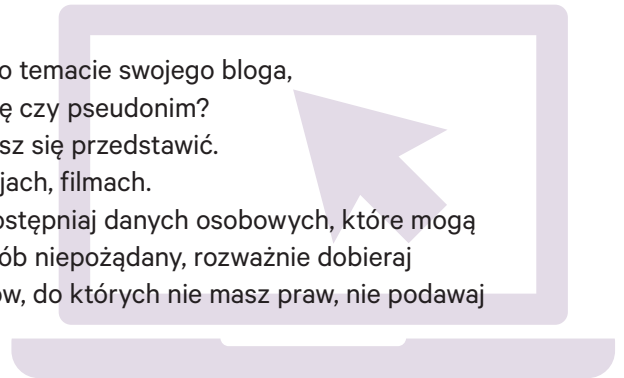 o temacie swojego bloga,
ę czy pseudonim?
sz się przedstawić.
jach, filmach.
ostępniaj danych osobowych, które mogą
ób niepożądany, rozważnie dobieraj
ów, do których nie masz praw, nie podawaj